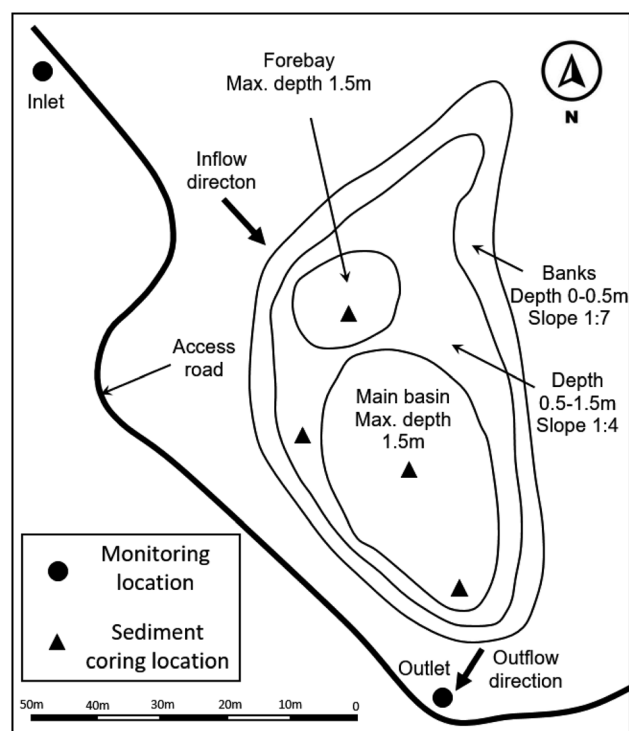 Forebay
Max. depth 1.5m
Inlet
N
Inflow
directon
Banks
Depth 0-0.5m
Slope 1:7
Access
road
Main basin
Max. depth
1.5m
Depth
0.5-1.5m
Slope 1:4
Monitoring
location
Sediment
coring location
Outlet
Outflow
direction
50m 40m 30m 20m 10m 0